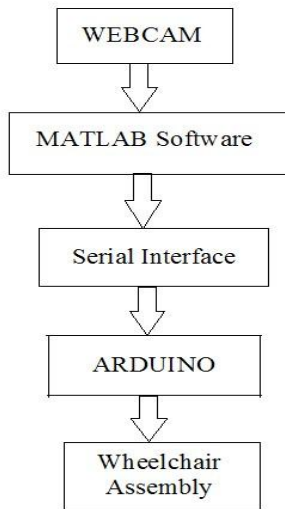 WEBCAM
MATLAB Software
Serial Interface
ARDUINO
Wheelchair
Assembly